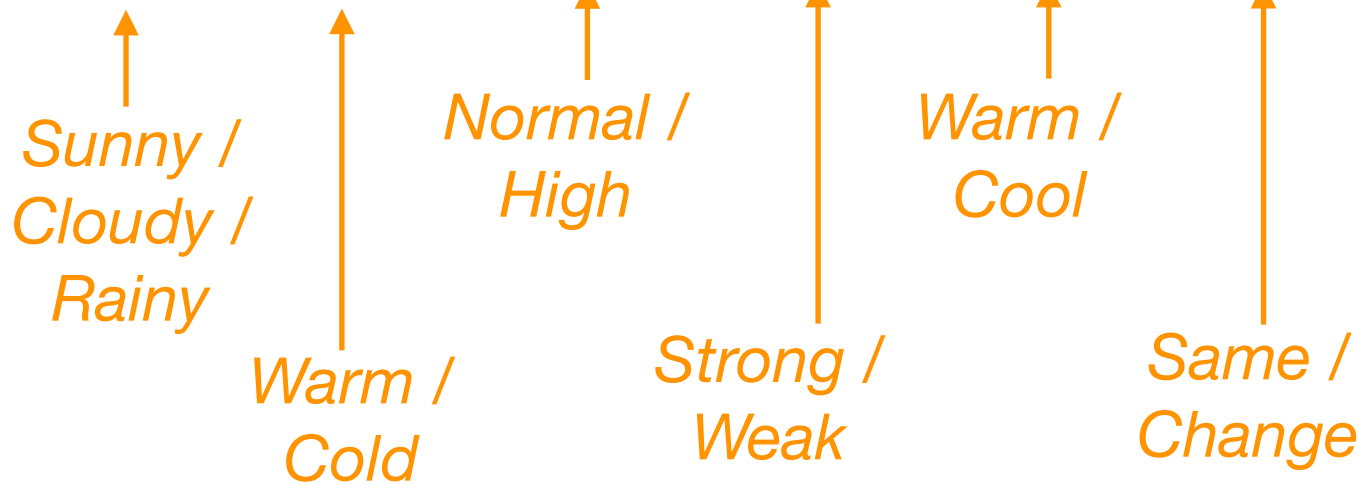 Sunny /
Cloudy /
Rainy
Warm /
Cold
Normal /
High
Strong /
Weak
Warm /
Cool
Same /
Change